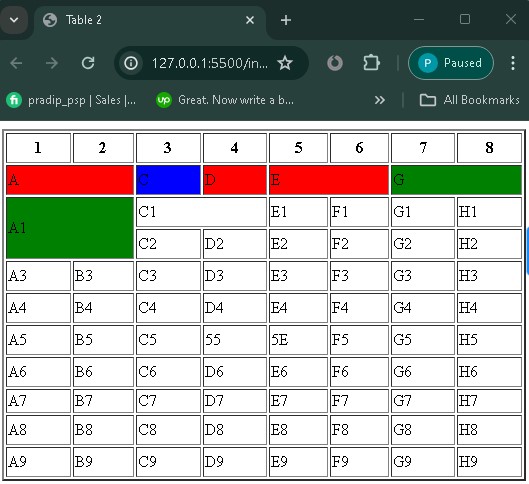 Table 2
127.0.0.1:5500/in...
P Paused
fi pradip_psp | Sales |... up Great. Now write a b... All Bookmarks
1 2 3 4 5 6 7 8
A C D E G
A1 C1 E1 F1 G1 H1
C2 D2 E2 F2 G2 H2
A3 B3 C3 D3 E3 F3 G3 H3
A4 B4 C4 D4 E4 F4 G4 H4
A5 B5 C5 55 5E F5 G5 H5
A6 B6 C6 D6 E6 F6 G6 H6
A7 B7 C7 D7 E7 F7 G7 H7
A8 B8 C8 D8 E8 F8 G8 H8
A9 B9 C9 D9 E9 F9 G9 H9